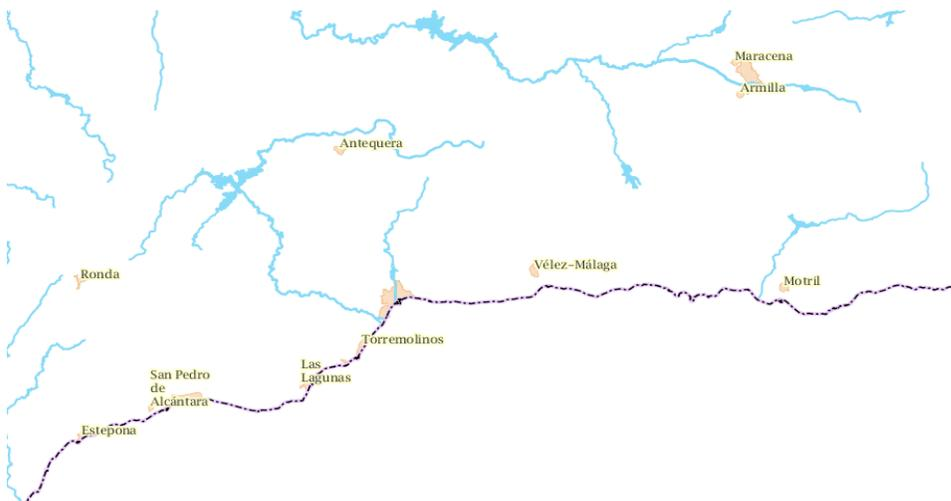 Maracena
Armilla
Antequera
Vélez-Málaga
Ronda
Motril
Torremolinos
Las
Lagunas
San Pedro
de
Alcántara
Estepona